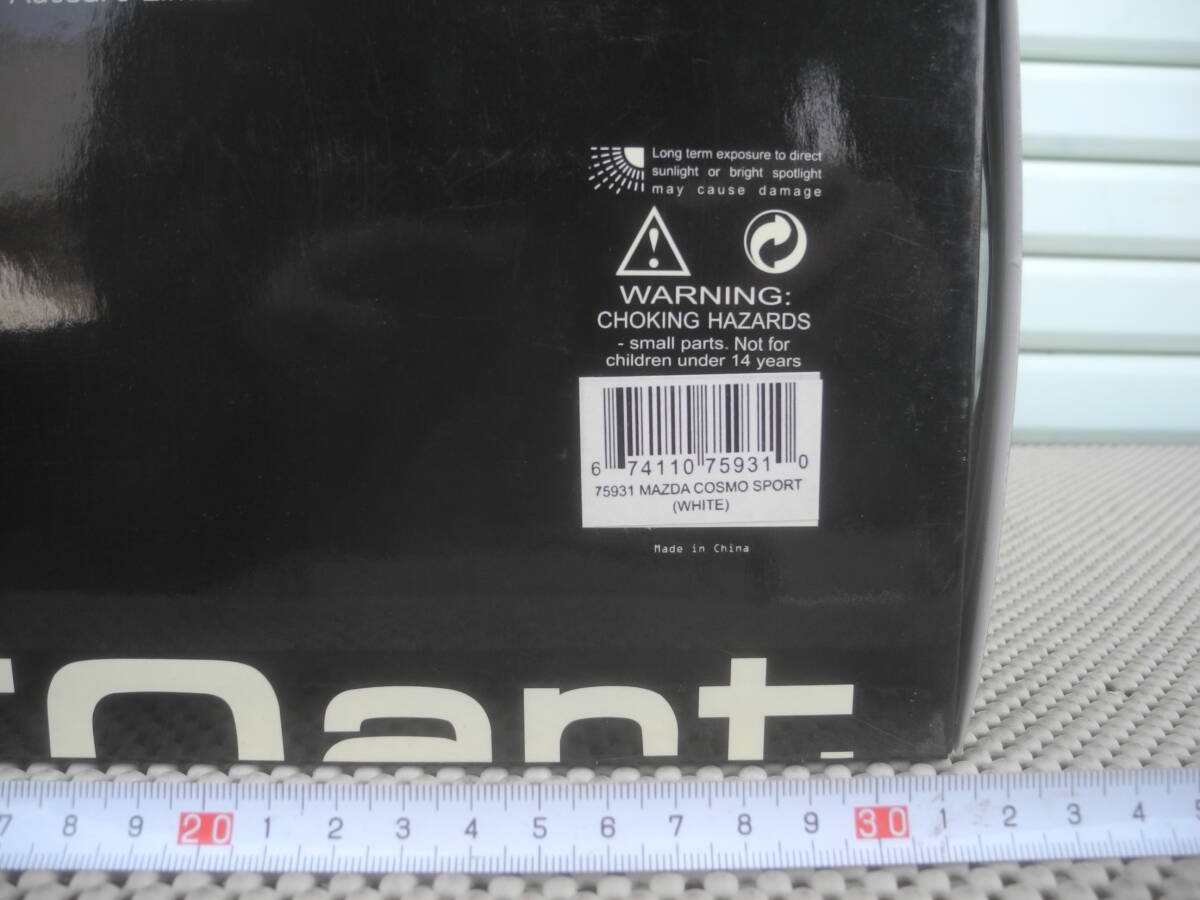 Long term exposure to direct
sunlight or bright spotlight
may cause damage
WARNING:
CHOKING HAZARDS
- small parts. Not for
children under 14 years
6 74110 75931 0
75931 MAZDA COSMO SPORT
(WHITE)
Made in China
7 8 9 20 1 2 3 4 5 6 7 8 9 30 1 2 3 4